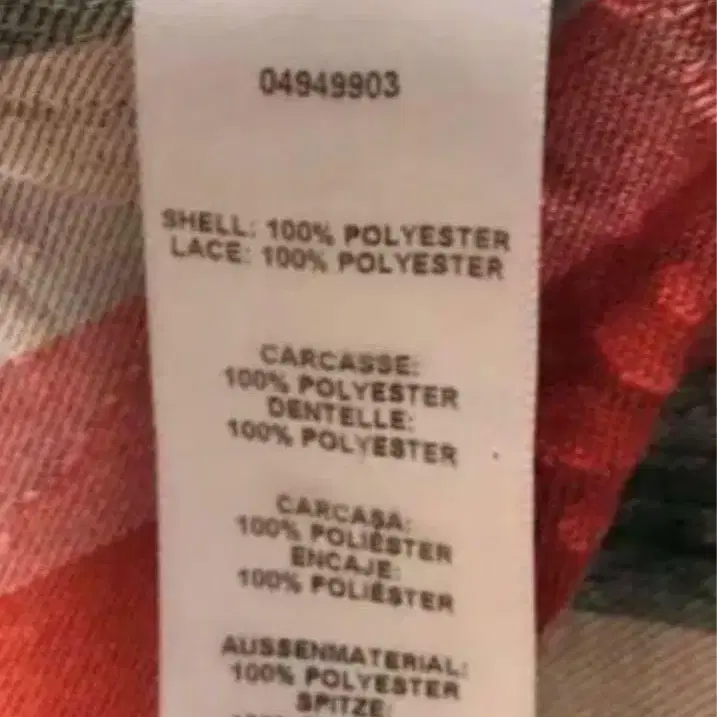 04949903
SHELL: 100% POLYESTER
LACE: 100% POLYESTER
CARCASSE:
100% POLYESTER
DENTELLE:
100% POLYESTER
CARCASA:
100% POLIÉSTER
ENCAJE:
100% POLIÉSTER
AUSSENMATERIAL:
100% POLYESTER
SPITZE: